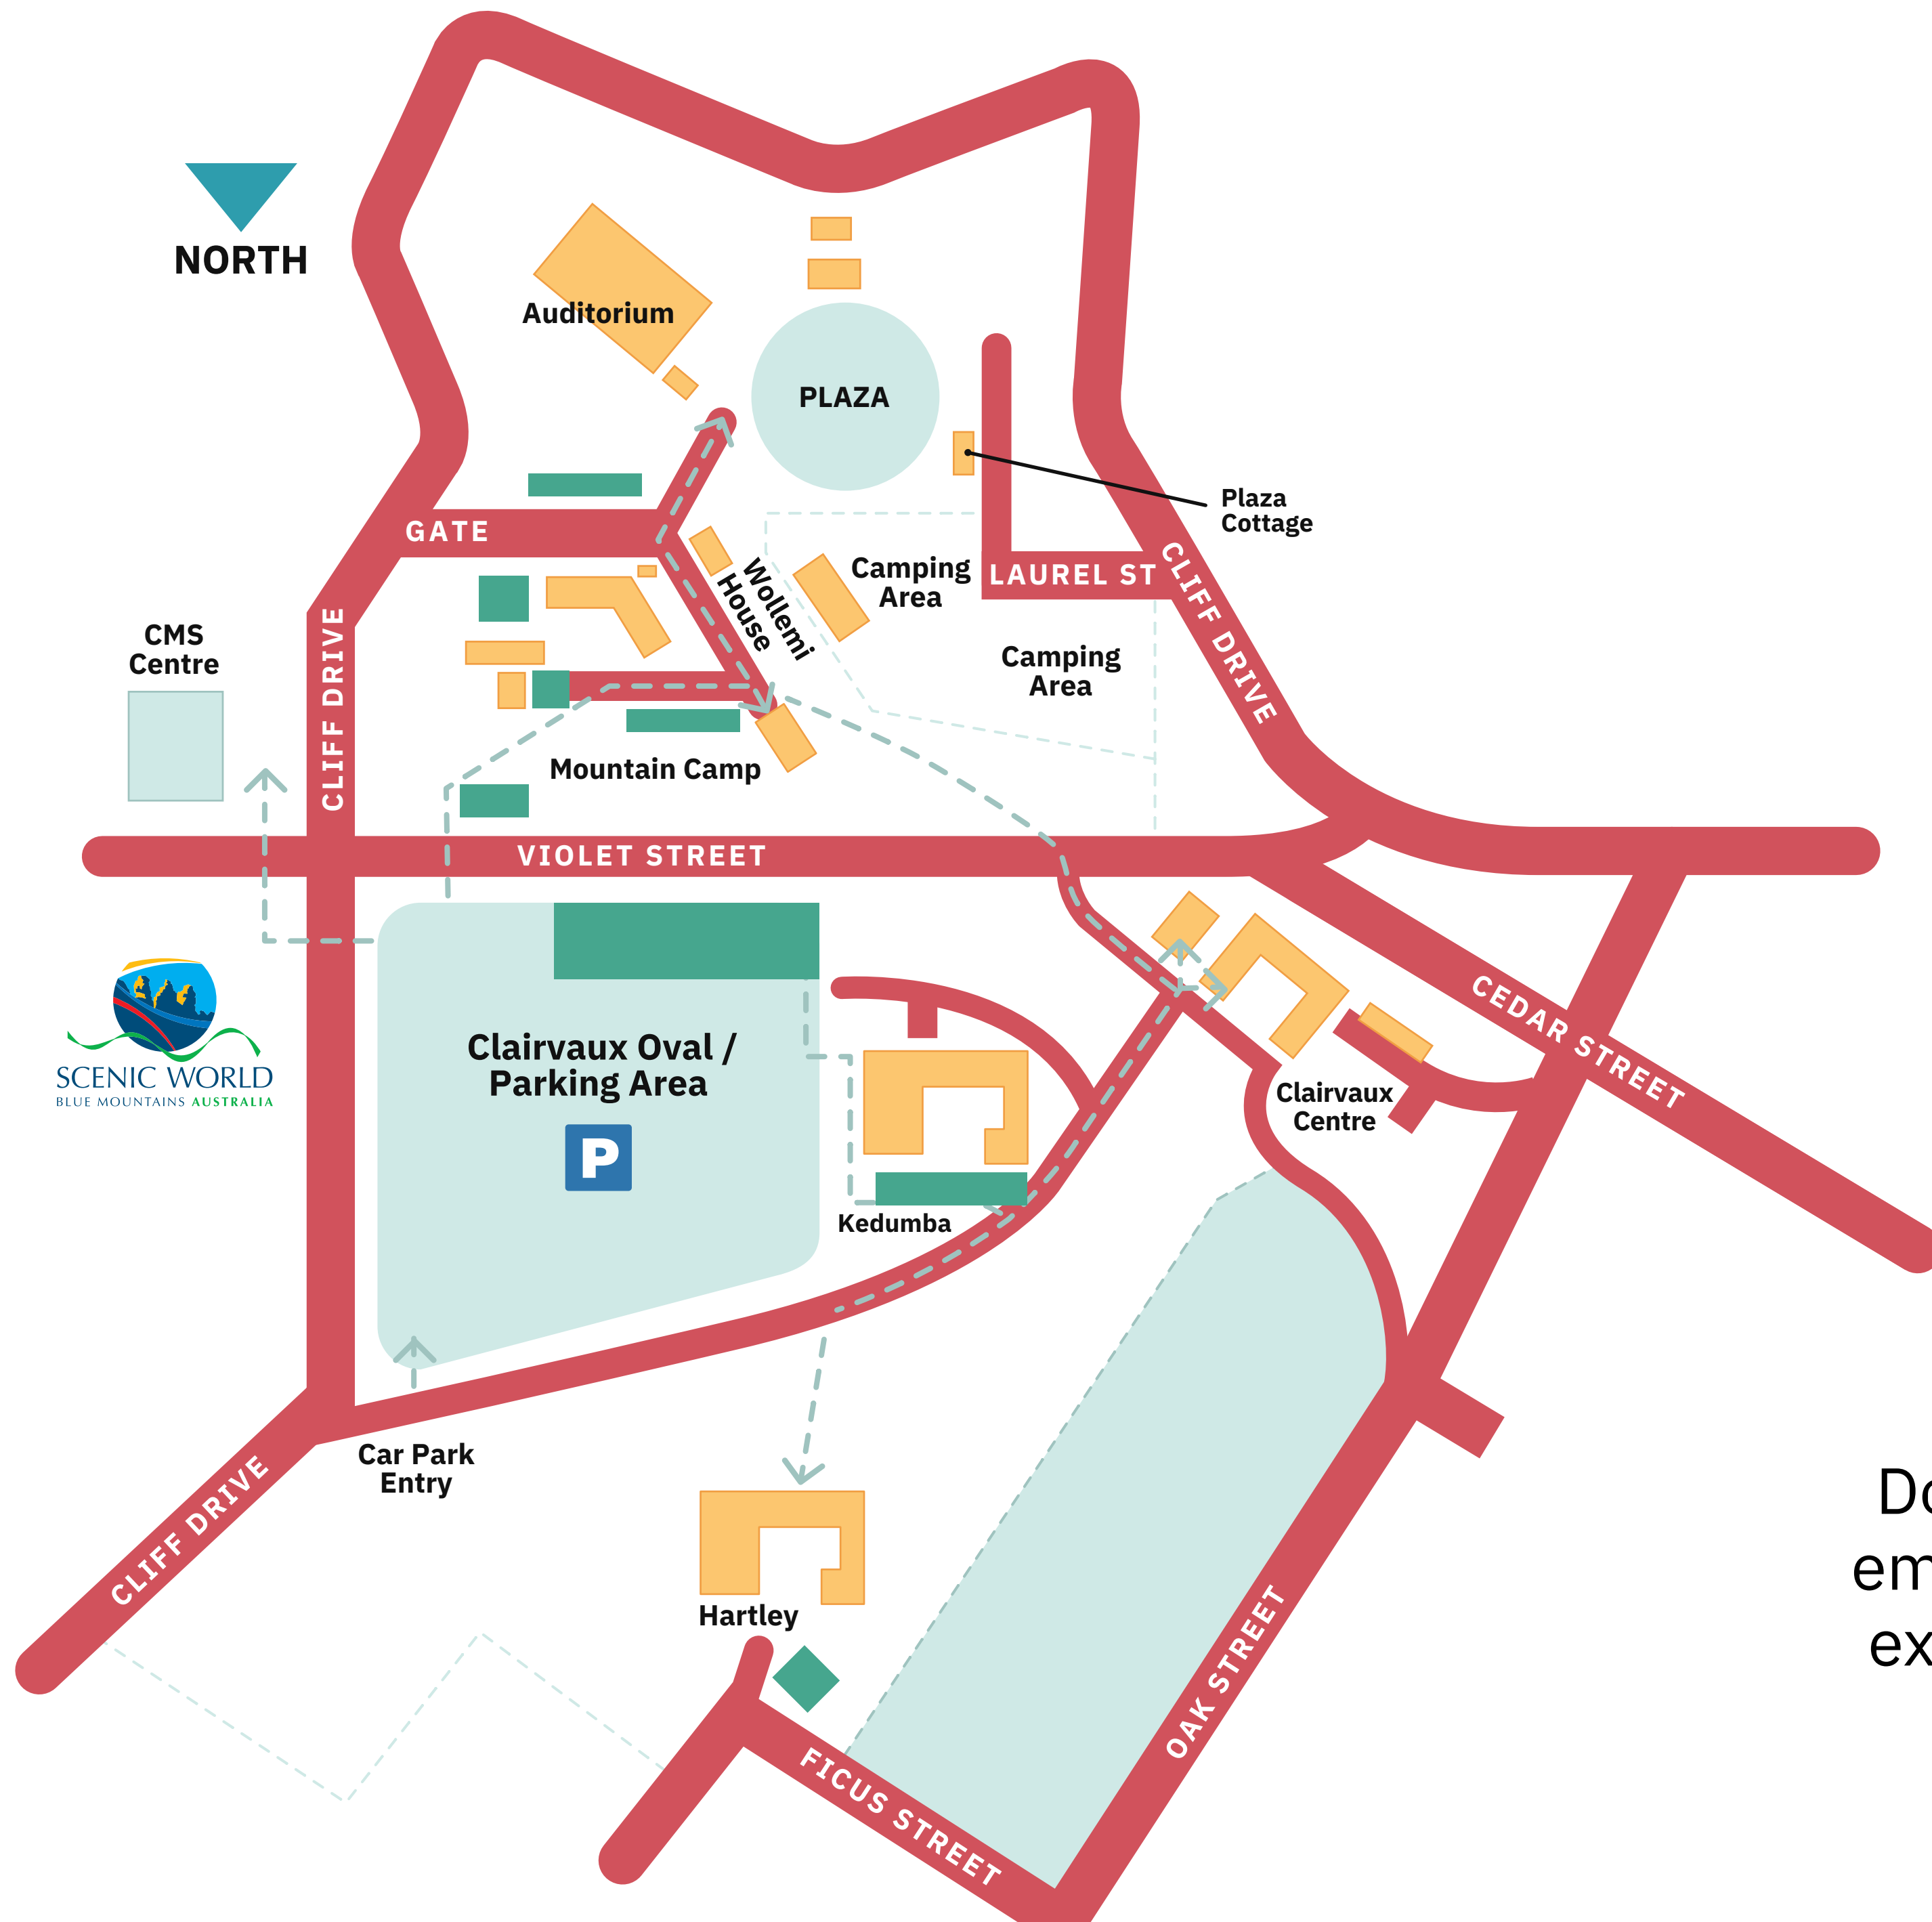 NORTH
Auditorium
PLAZA
Plaza
Cottage
GATE
Wollemi
House
Camping
Area
LAUREL ST
CLIFF DRIVE
CMS
Centre
CLIFF DRIVE
Camping
Area
Mountain Camp
VIOLET STREET
SCENIC WORLD
BLUE MOUNTAINS AUSTRALIA
Clairvaux Oval /
Parking Area
P
CEDAR STREET
Clairvaux
Centre
Kedumba
Car Park
Entry
CLIFF DRIVE
Hartley
OAK STREET
FICUS STREET
em
ex